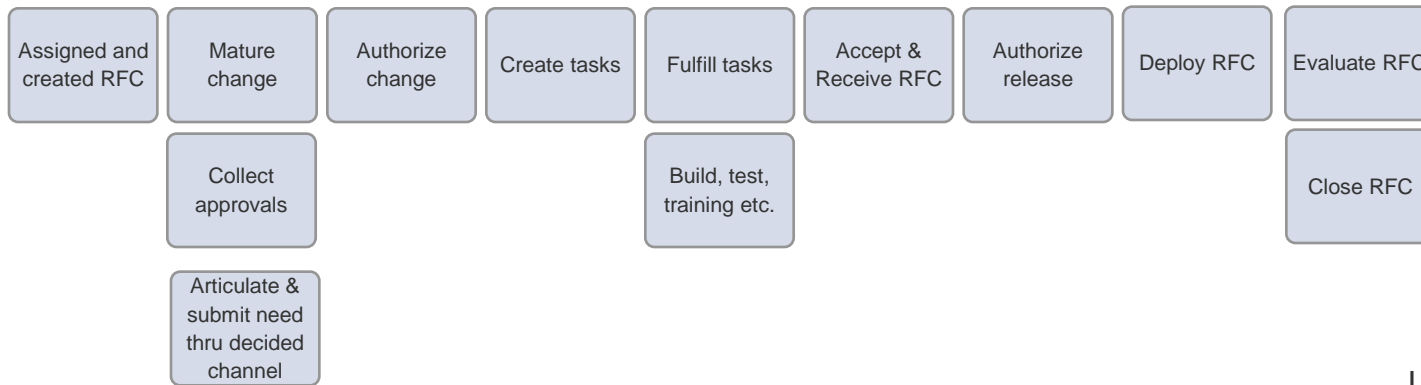 Assigned and
created RFC
Mature
change
Authorize
change
Create tasks
Fulfill tasks
Accept &
Receive RFC
Authorize
release
Deploy RFC
Evaluate RFC
Collect
approvals
Build, test,
training etc.
Close RFC
Articulate &
submit need
thru decided
channel